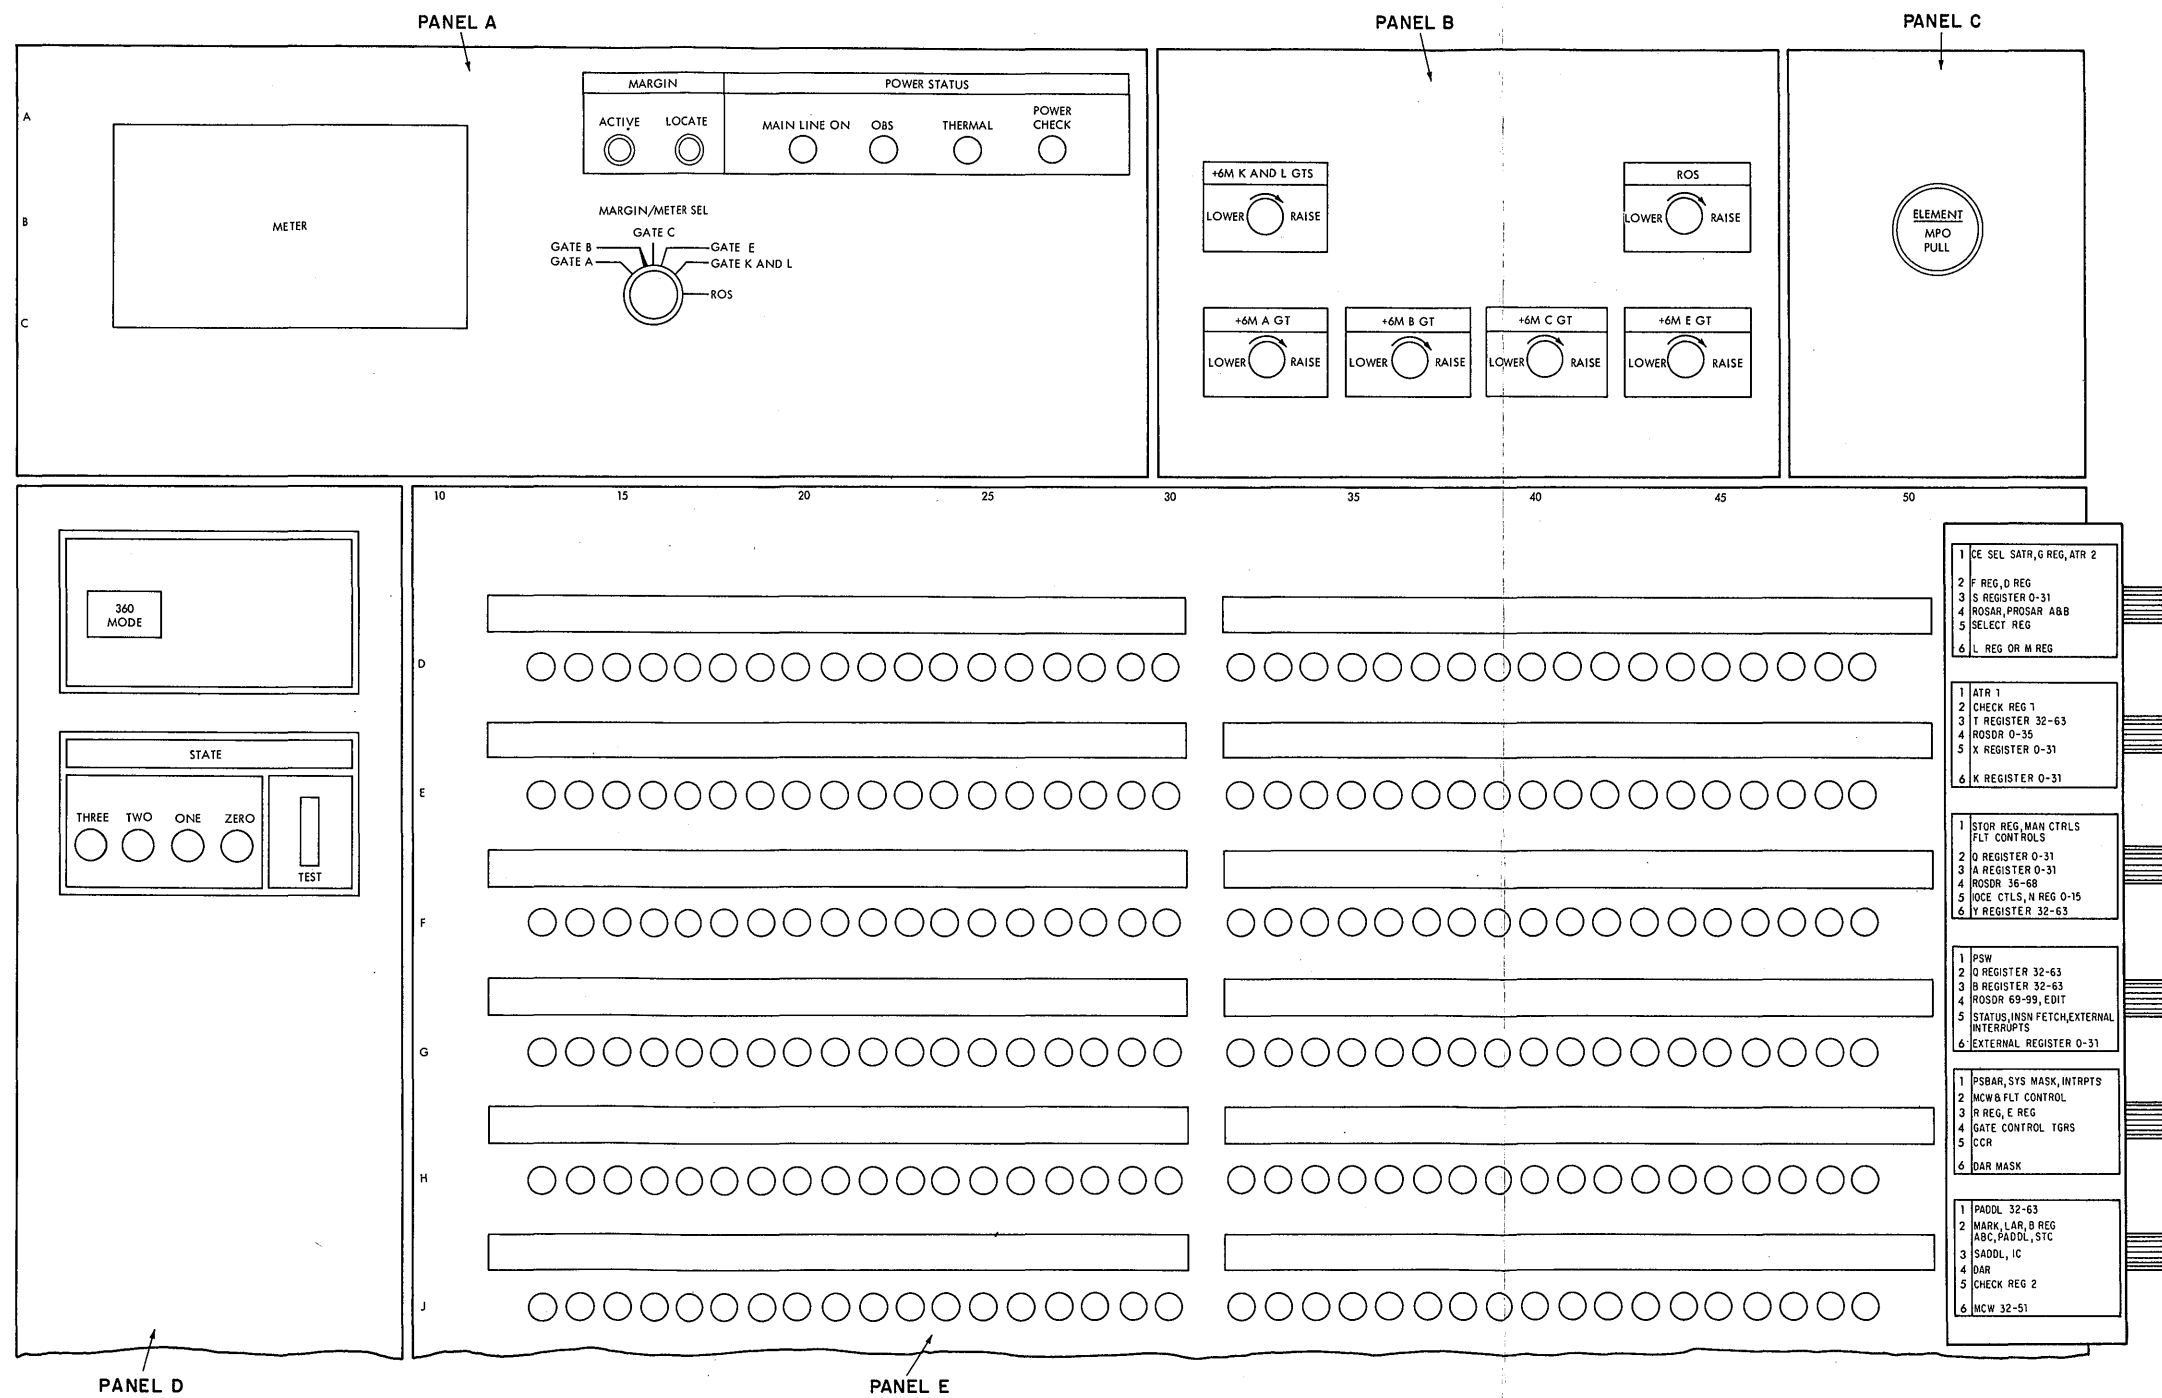 PANEL A
PANEL B
PANEL C
A
B
C
METER
MARGIN
POWER STATUS
ACTIVE
LOCATE
MAIN LINE ON
OBS
THERMAL
POWER
CHECK
MARGIN/METER SEL
GATE C
GATE B
GATE A
GATE E
GATE K AND L
ROS
+6M K AND L GTS
LOWER
RAISE
ROS
LOWER
RAISE
+6M A GT
LOWER
RAISE
+6M B GT
LOWER
RAISE
+6M C GT
LOWER
RAISE
+6M E GT
LOWER
RAISE
ELEMENT
MPO
PULL
360
MODE
STATE
THREE
TWO
ONE
ZERO
TEST
10
15
20
25
30
35
40
45
50
D
E
F
G
H
J
1 CE SEL SATR, G REG, ATR 2
2 F REG, D REG
3 S REGISTER 0-31
4 ROSAR, PROSAR A&B
5 SELECT REG
6 L REG OR M REG
1 ATR 1
2 CHECK REG 1
3 T REGISTER 32-63
4 ROSDR 0-35
5 X REGISTER 0-31
6 K REGISTER 0-31
1 STOR REG, MAN CTRLS
FLT CONTROLS
2 Q REGISTER 0-31
3 A REGISTER 0-31
4 ROSDR 36-68
5 IOCE CTLS, N REG 0-15
6 Y REGISTER 32-63
1 PSW
2 Q REGISTER 32-63
3 B REGISTER 32-63
4 ROSDR 69-99, EDIT
5 STATUS, INSN FETCH, EXTERNAL
INTERRUPTS
6 EXTERNAL REGISTER 0-31
1 PSBAR, SYS MASK, INTRPTS
2 MCW & FLT CONTROL
3 R REG, E REG
4 GATE CONTROL TGRS
5 CCR
6 DAR MASK
1 PADDL 32-63
2 MARK, LAR, B REG
ABC, PADDL, STC
3 SADDL, IC
4 DAR
5 CHECK REG 2
6 MCW 32-51
PANEL D
PANEL E